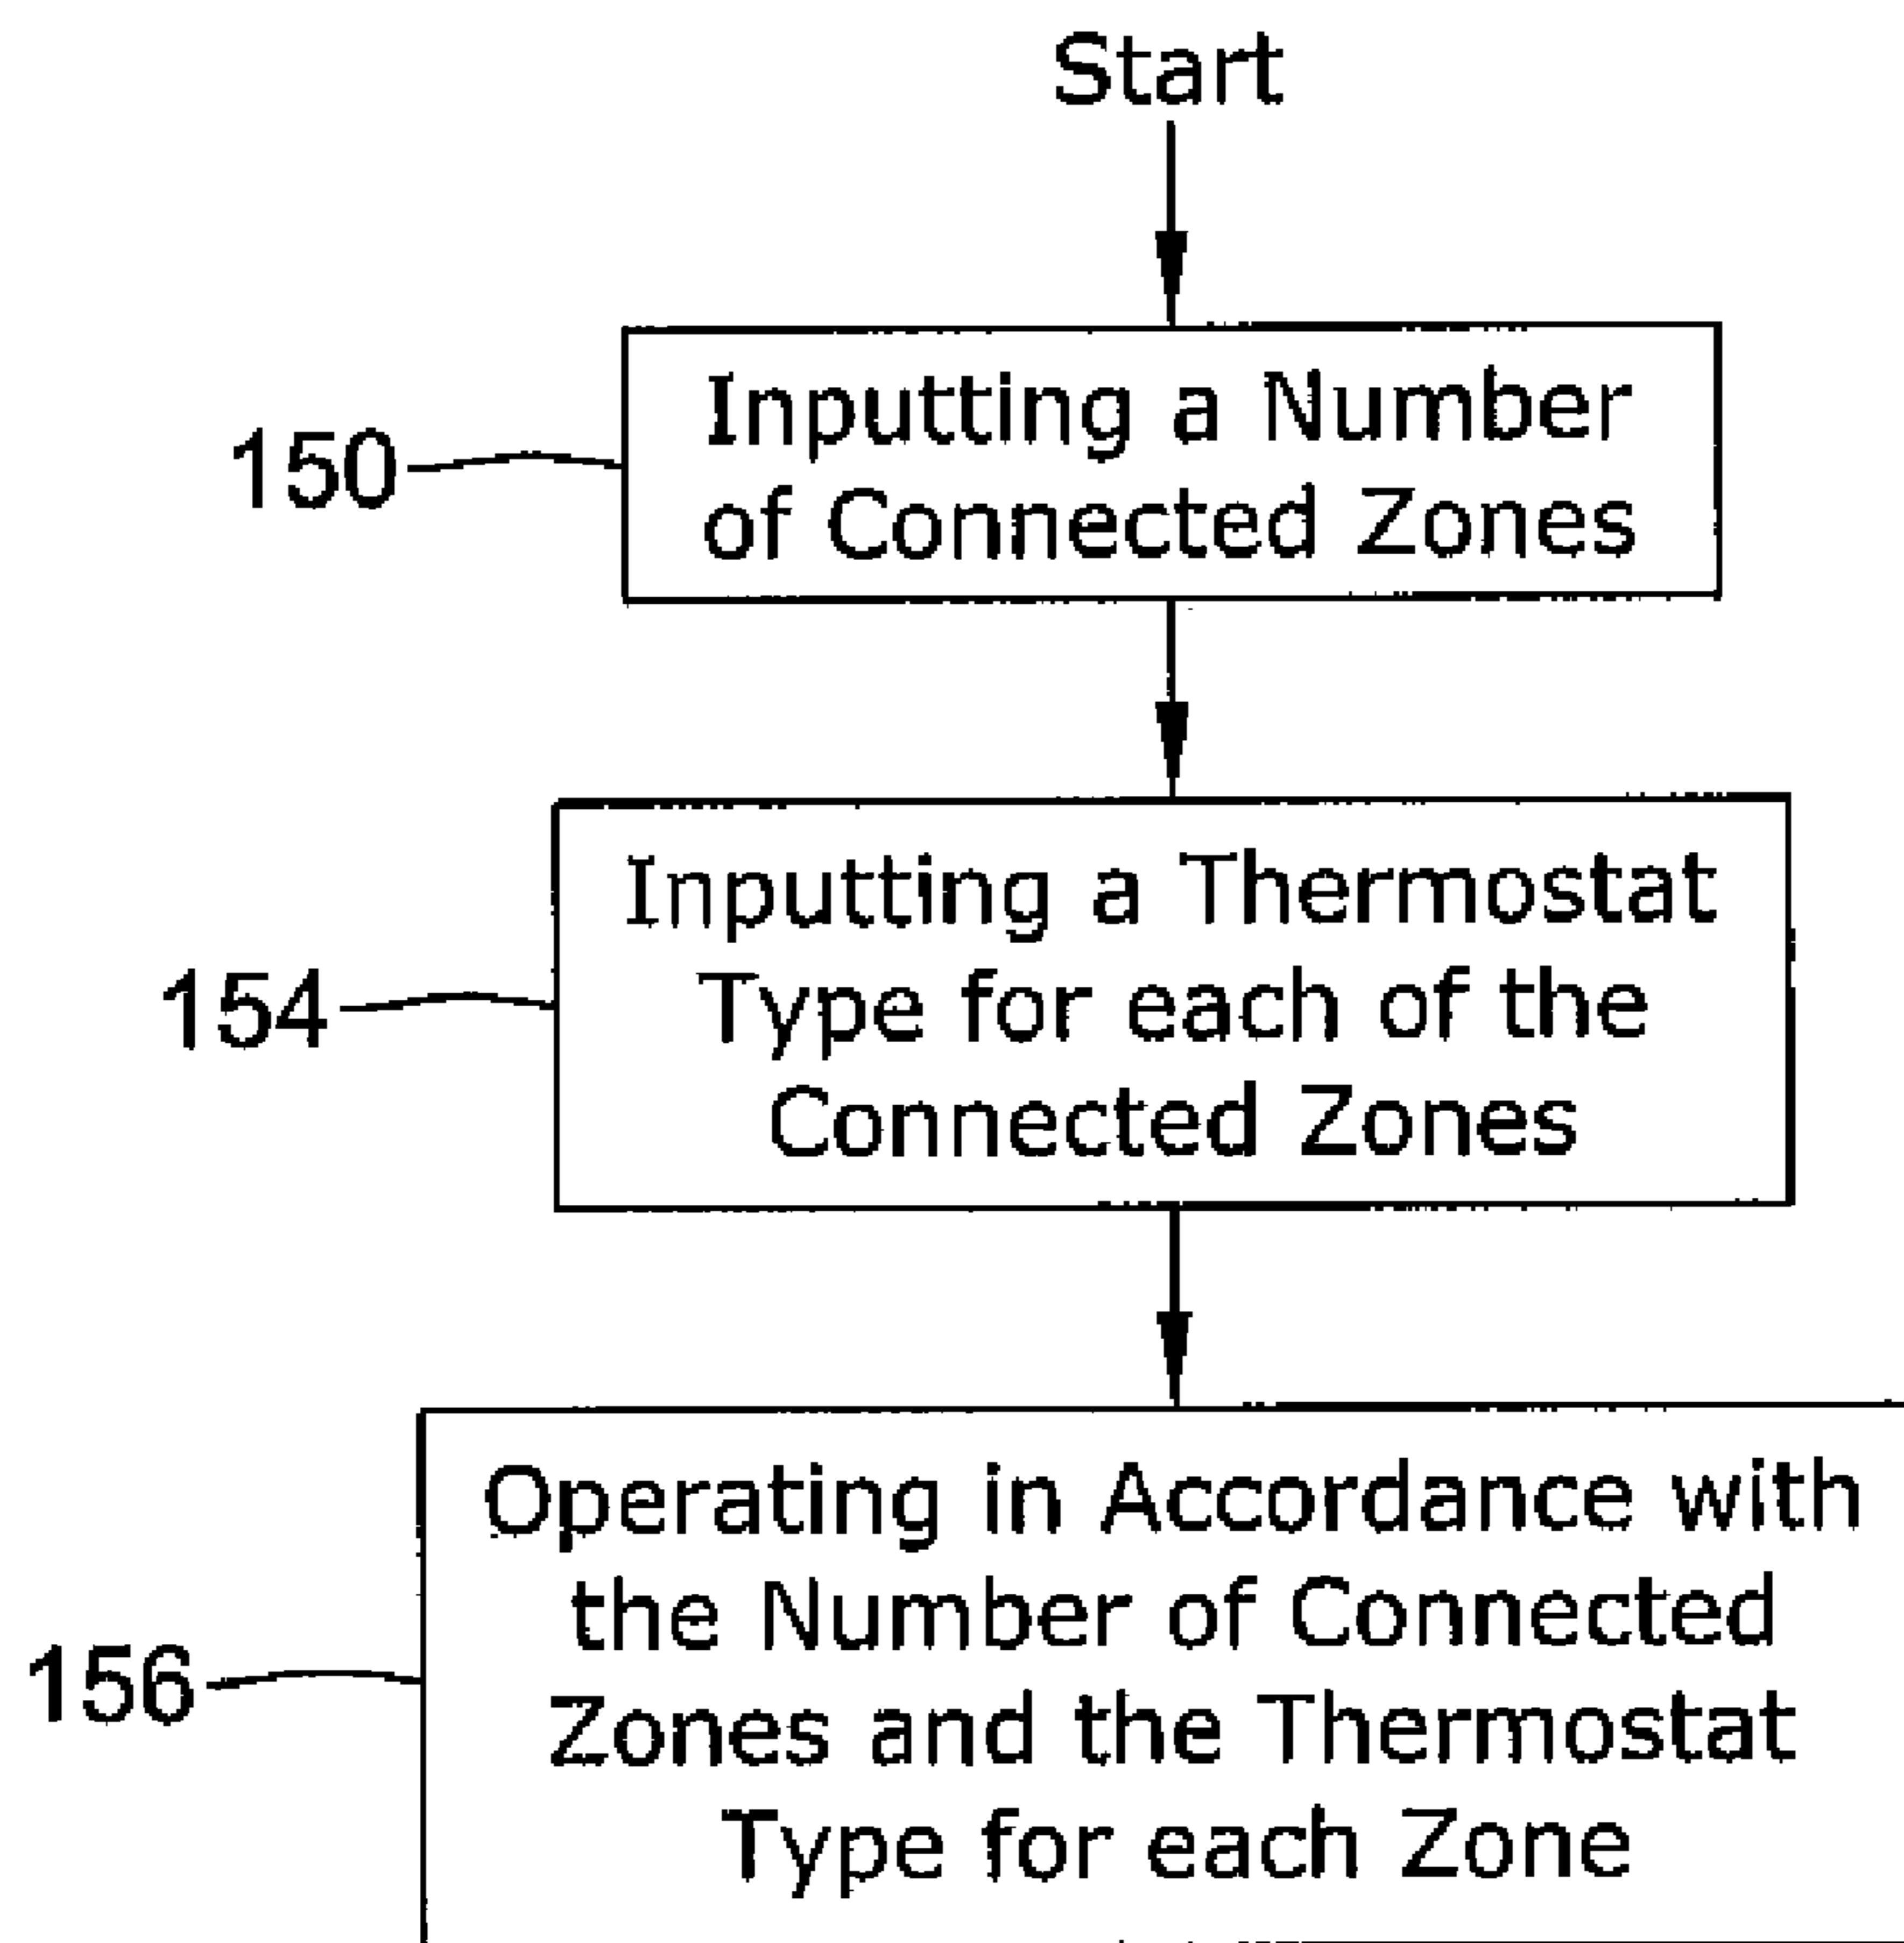 Start
150
Inputting a Number
of Connected Zones
154
Inputting a Thermostat
Type for each of the
Connected Zones
156
Operating in Accordance with
the Number of Connected
Zones and the Thermostat
Type for each Zone